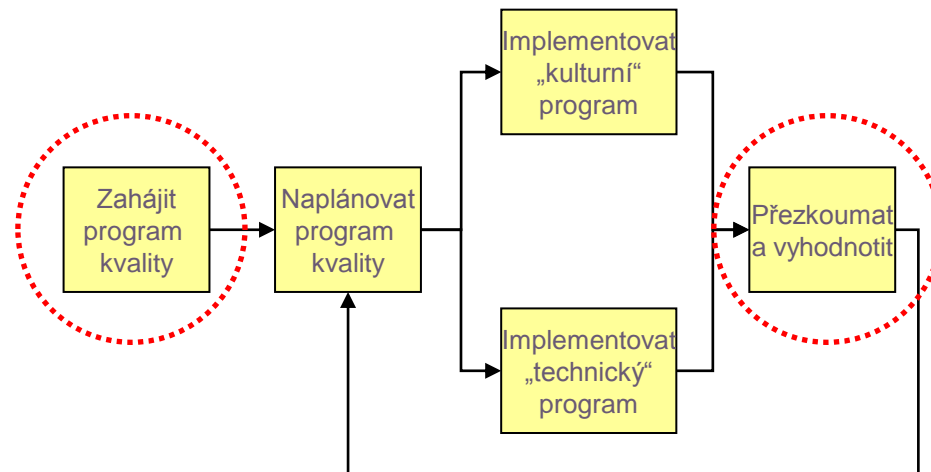 Zahájit
program
kvality
Naplánovat
program
kvality
Implementovat
„kulturní“
program
Implementovat
„technický“
program
Přezkoumat
a vyhodnotit